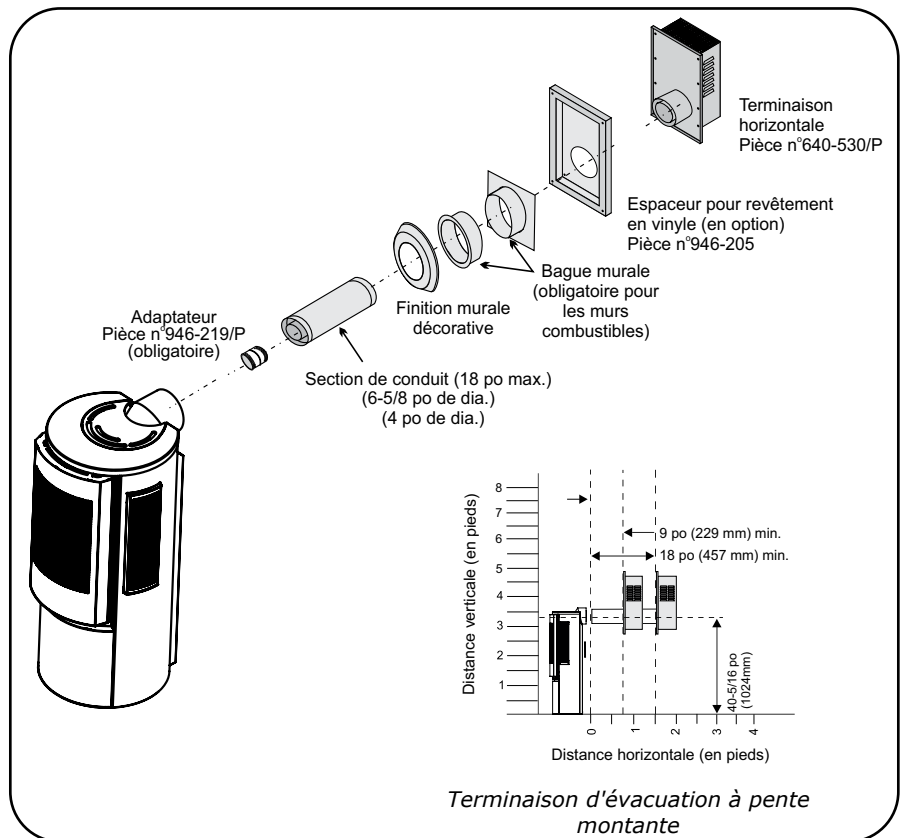 Terminaison
horizontale
Pièce n°640-530/P
Espaceur pour revêtement
en vinyle (en option)
Pièce n°946-205
Bague murale
(obligatoire pour
les murs
combustibles)
Finition murale
décorative
Adaptateur
Pièce n°946-219/P
(obligatoire)
Section de conduit (18 po max.)
(6-5/8 po de dia.)
(4 po de dia.)
Distance verticale (en pieds)
8
7
6
5
4
3
2
1
9 po (229 mm) min.
18 po (457 mm) min.
40-5/16 po
(1024mm)
0
1
2
3
4
Distance horizontale (en pieds)
Terminaison d'évacuation à pente
montante